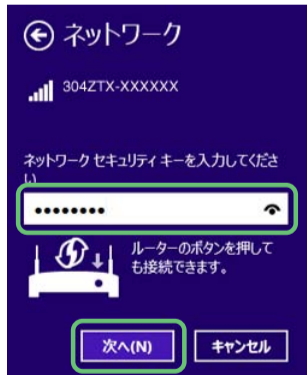 ネットワーク
304ZTX-XXXXXX
ネットワーク セキュリティ キーを入力してくださ
い
••••••••
ルーターのボタンを押して
も接続できます。
次へ(N)
キャンセル